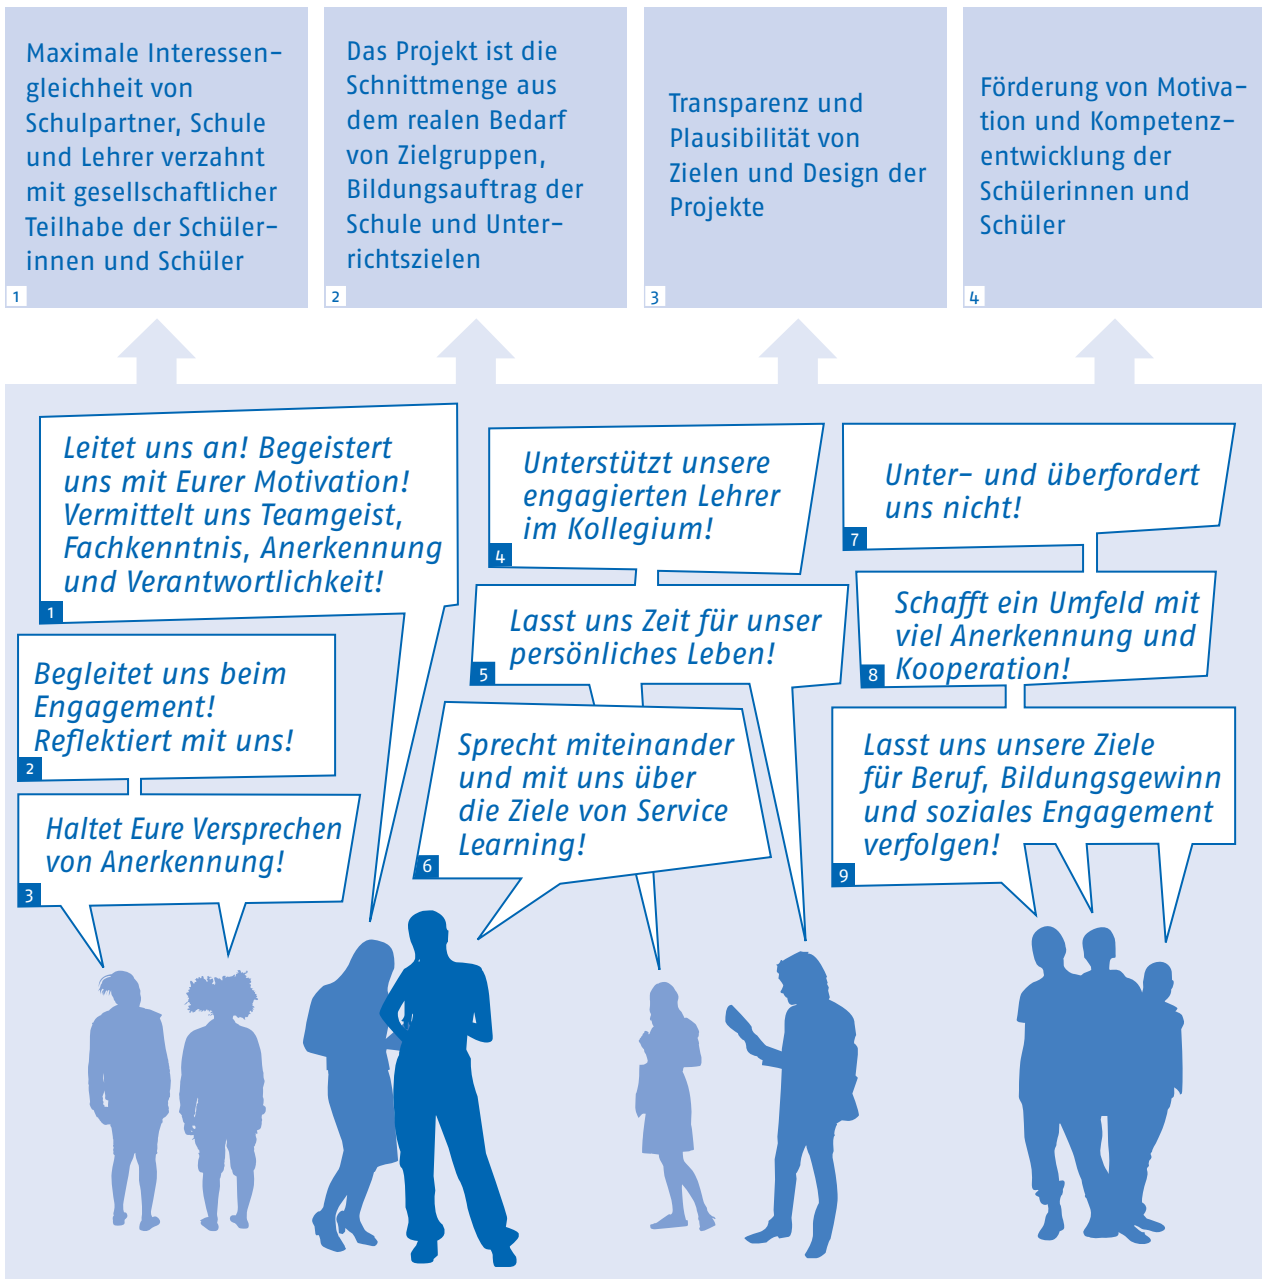 Maximale Interessen-
gleichheit von
Schulpartner, Schule
und Lehrer verzahnt
mit gesellschaftlicher
Teilhabe der Schüler-
innen und Schüler
1
Das Projekt ist die
Schnittmenge aus
dem realen Bedarf
von Zielgruppen,
Bildungsauftrag der
Schule und Unter-
richtszielen
2
Transparenz und
Plausibilität von
Zielen und Design der
Projekte
3
Förderung von Motiva-
tion und Kompetenz-
entwicklung der
Schülerinnen und
Schüler
4
Leitet uns an! Begeistert
uns mit Eurer Motivation!
Vermittelt uns Teamgeist,
Fachkenntnis, Anerkennung
und Verantwortlichkeit!
1
Begleitet uns beim
Engagement!
Reflektiert mit uns!
2
Haltet Eure Versprechen
von Anerkennung!
3
Unterstützt unsere
engagierten Lehrer
im Kollegium!
4
Lasst uns Zeit für unser
persönliches Leben!
5
Sprecht miteinander
und mit uns über
die Ziele von Service
Learning!
6
Unter- und überfordert
uns nicht!
7
Schafft ein Umfeld mit
viel Anerkennung und
Kooperation!
8
Lasst uns unsere Ziele
für Beruf, Bildungsgewinn
und soziales Engagement
verfolgen!
9